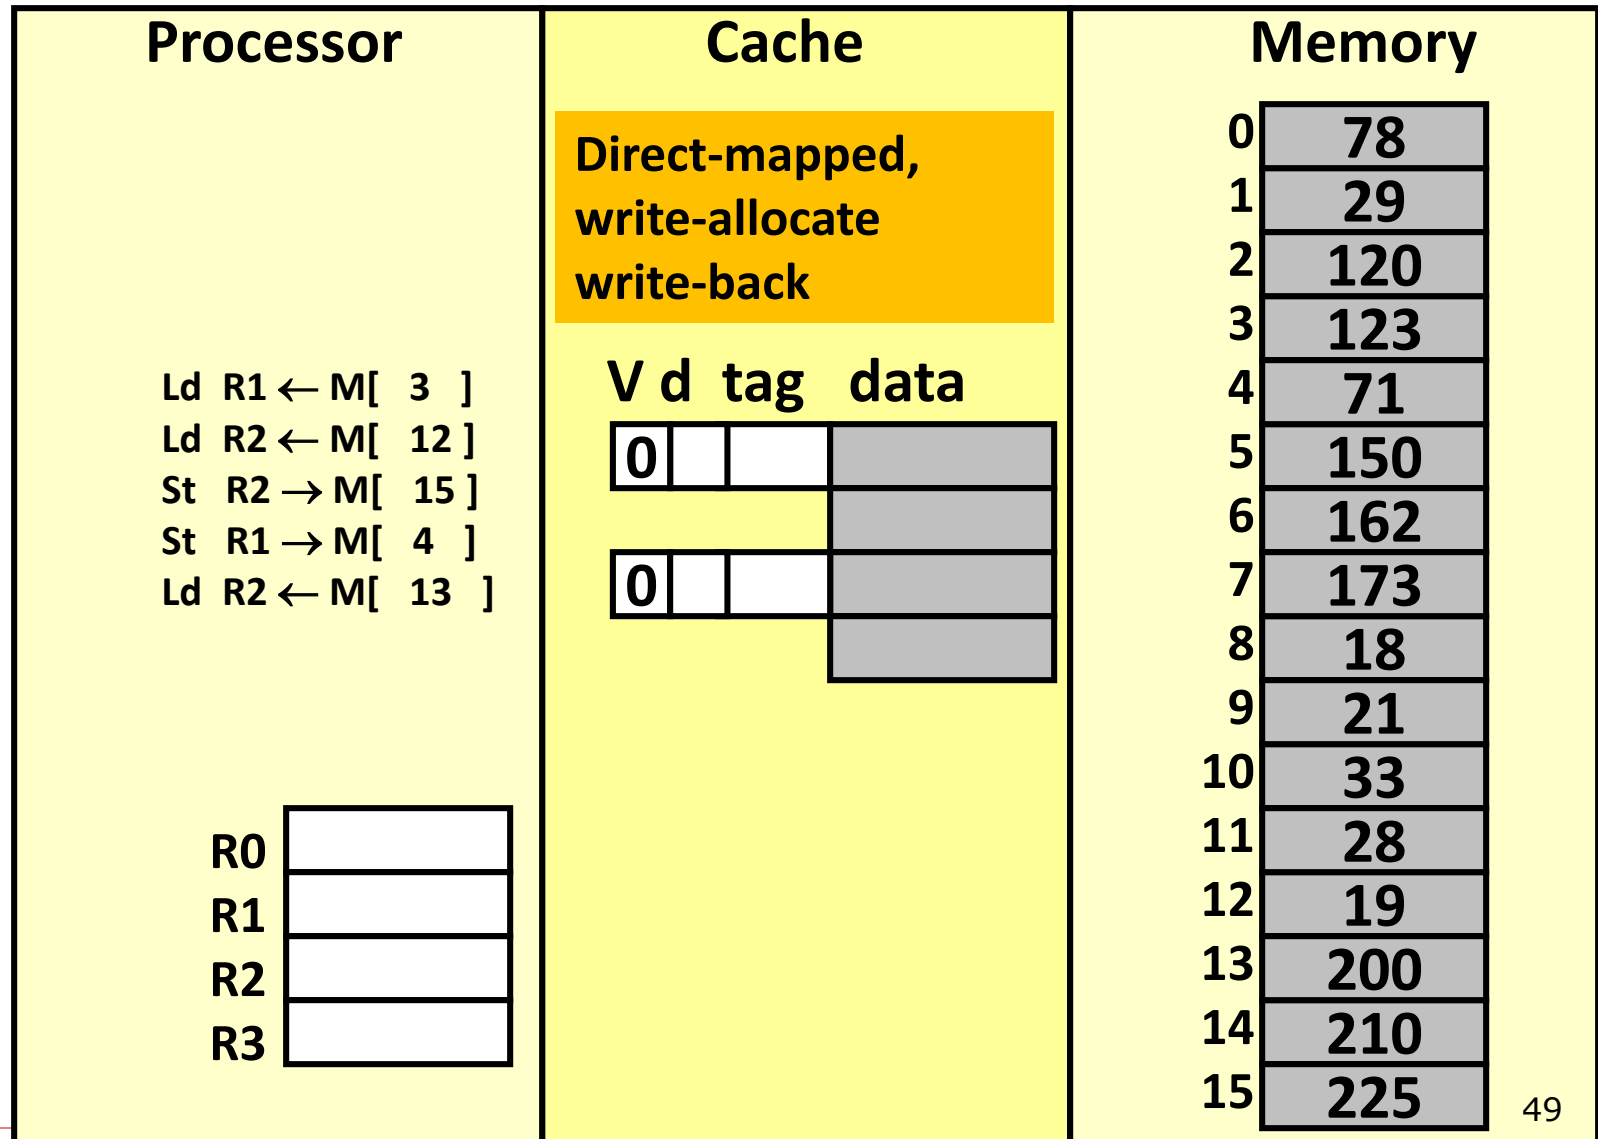 Processor
Ld R1 ← M[ 3 ]
Ld R2 ← M[ 12 ]
St R2 → M[ 15 ]
St R1 → M[ 4 ]
Ld R2 ← M[ 13 ]
R0
R1
R2
R3
Cache
Direct-mapped,
write-allocate
write-back
V d tag data
0
0
Memory
0 78
1 29
2 120
3 123
4 71
5 150
6 162
7 173
8 18
9 21
10 33
11 28
12 19
13 200
14 210
15 225
49